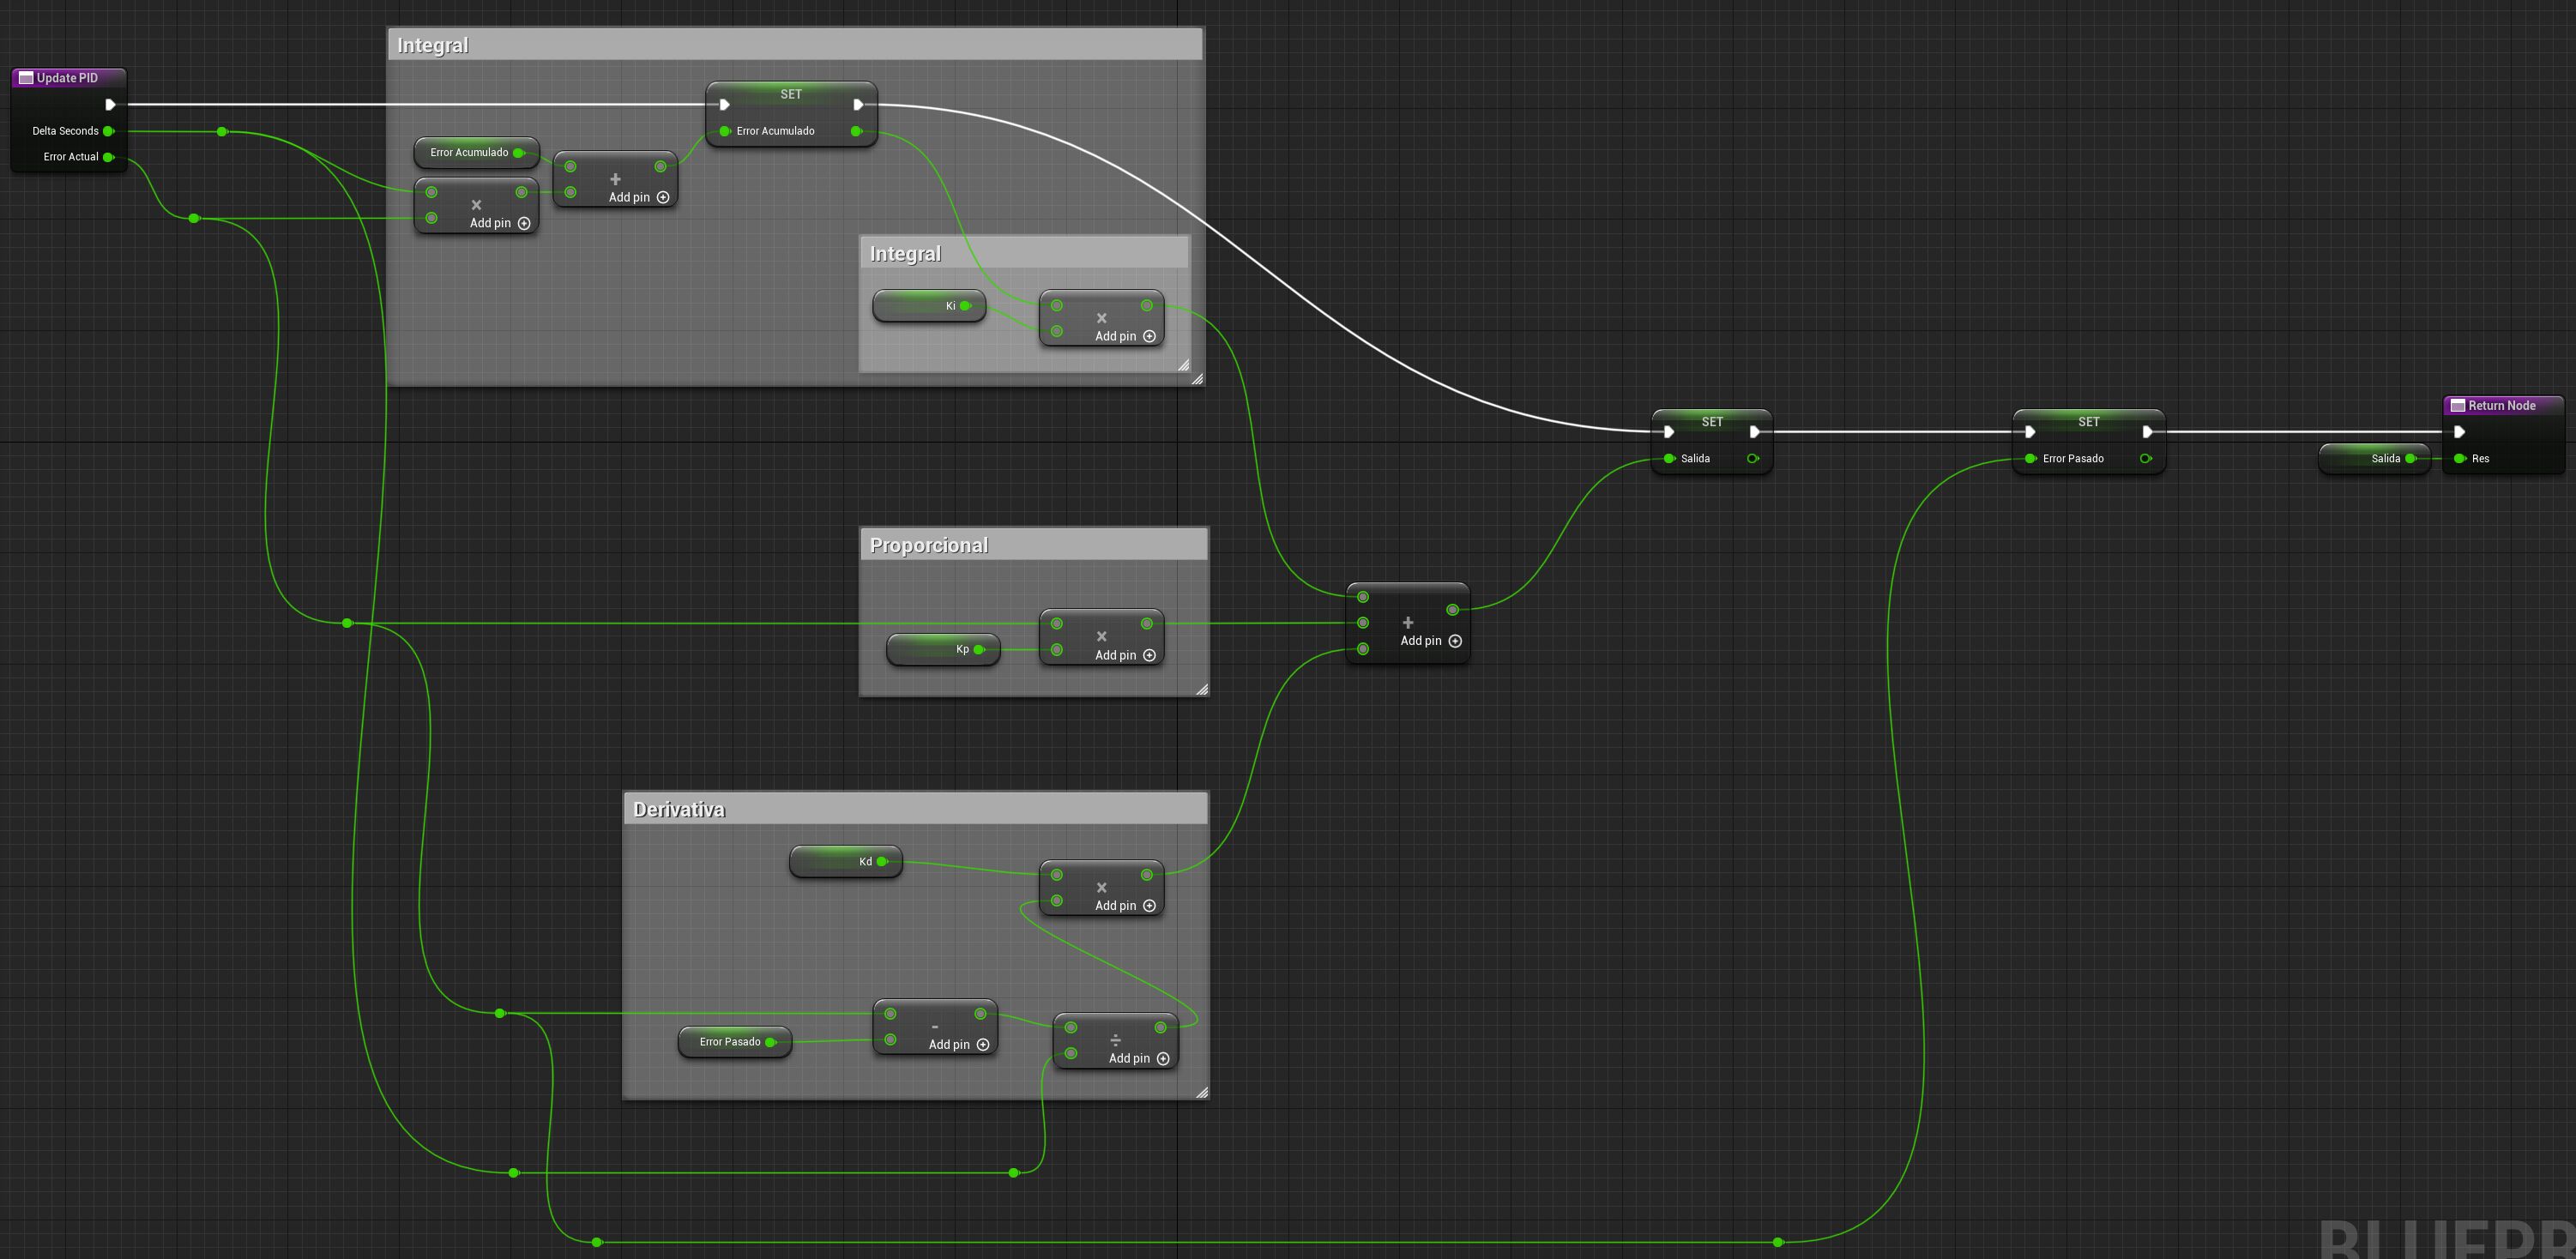 Integral
Update PID
Delta Seconds
Error Actual
SET
Error Acumulado
Error Acumulado
+
Add pin
×
Add pin
Integral
Ki
×
Add pin
SET
Salida
SET
Error Pasado
Return Node
Salida
Res
Proporcional
Kp
×
Add pin
+
Add pin
Derivativa
Kd
×
Add pin
Error Pasado
-
Add pin
÷
Add pin